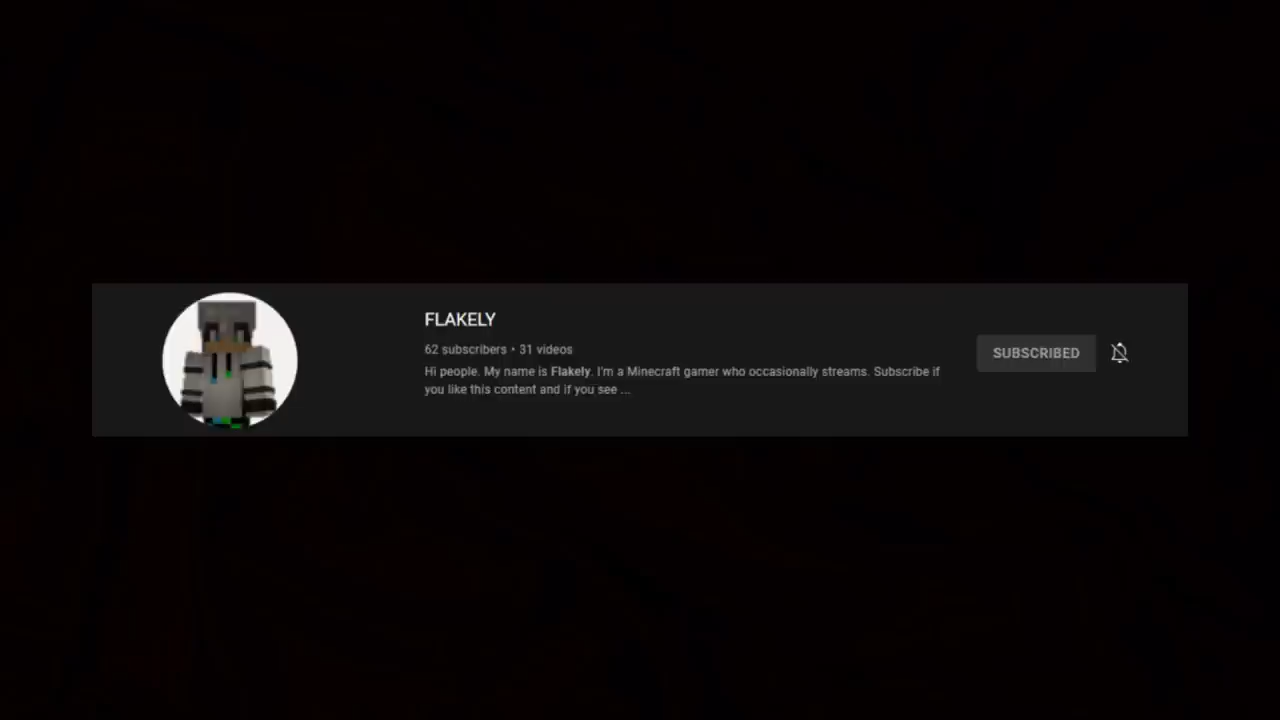 FLAKELY
62 subscribers • 31 videos
SUBSCRIBED
Hi people. My name is Flakely. I'm a Minecraft gamer who occasionally streams. Subscribe if
you like this content and if you see ...